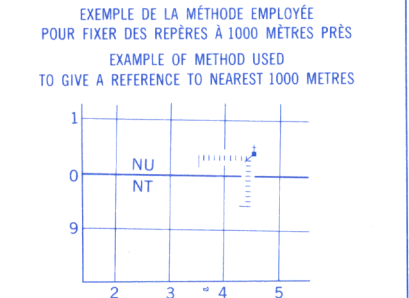 EXEMPLE DE LA MÉTHODE EMPLOYÉE
POUR FIXER DES REPÈRES À 1000 MÈTRES PRÈS
EXAMPLE OF METHOD USED
TO GIVE A REFERENCE TO NEAREST 1000 METRES
1
NU
0
NT
9
2 3 4 5